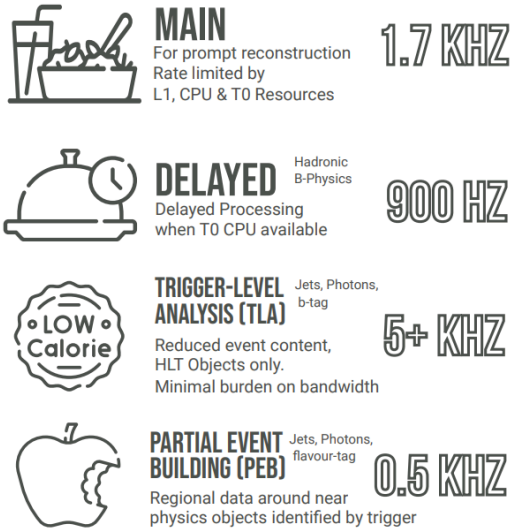 MAIN
For prompt reconstruction
Rate limited by
L1, CPU & T0 Resources
1.7 KHZ
DELAYED
Hadronic
B-Physics
Delayed Processing
when T0 CPU available
900 HZ
LOW
Calorie
TRIGGER-LEVEL
ANALYSIS (TLA)
Jets, Photons,
b-tag
Reduced event content,
HLT Objects only.
Minimal burden on bandwidth
5+ KHZ
PARTIAL EVENT
BUILDING (PEB)
Jets, Photons,
flavour-tag
Regional data around near
physics objects identified by trigger
0.5 KHZ